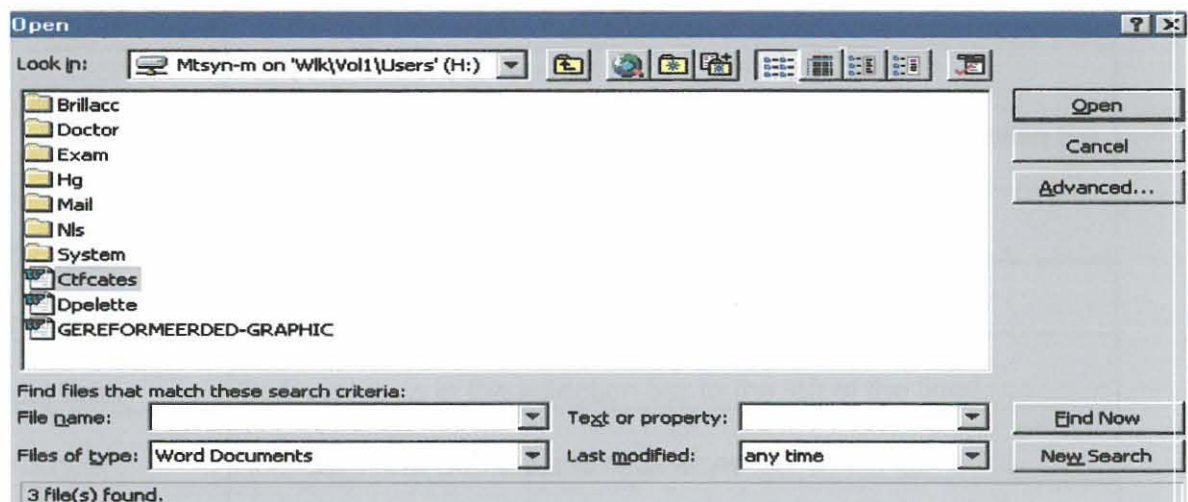 Open
Look in: Mtsyn-m on 'Wlk\Vol1\Users' (H:)
Brillacc
Doctor
Exam
Hg
Mail
Nls
System
Ctfcates
Dpelette
GEREFORMEERDED-GRAPHIC
Open
Cancel
Advanced...
Find files that match these search criteria:
File name: Text or property: Find Now
Files of type: Word Documents Last modified: any time New Search
3 file(s) found.